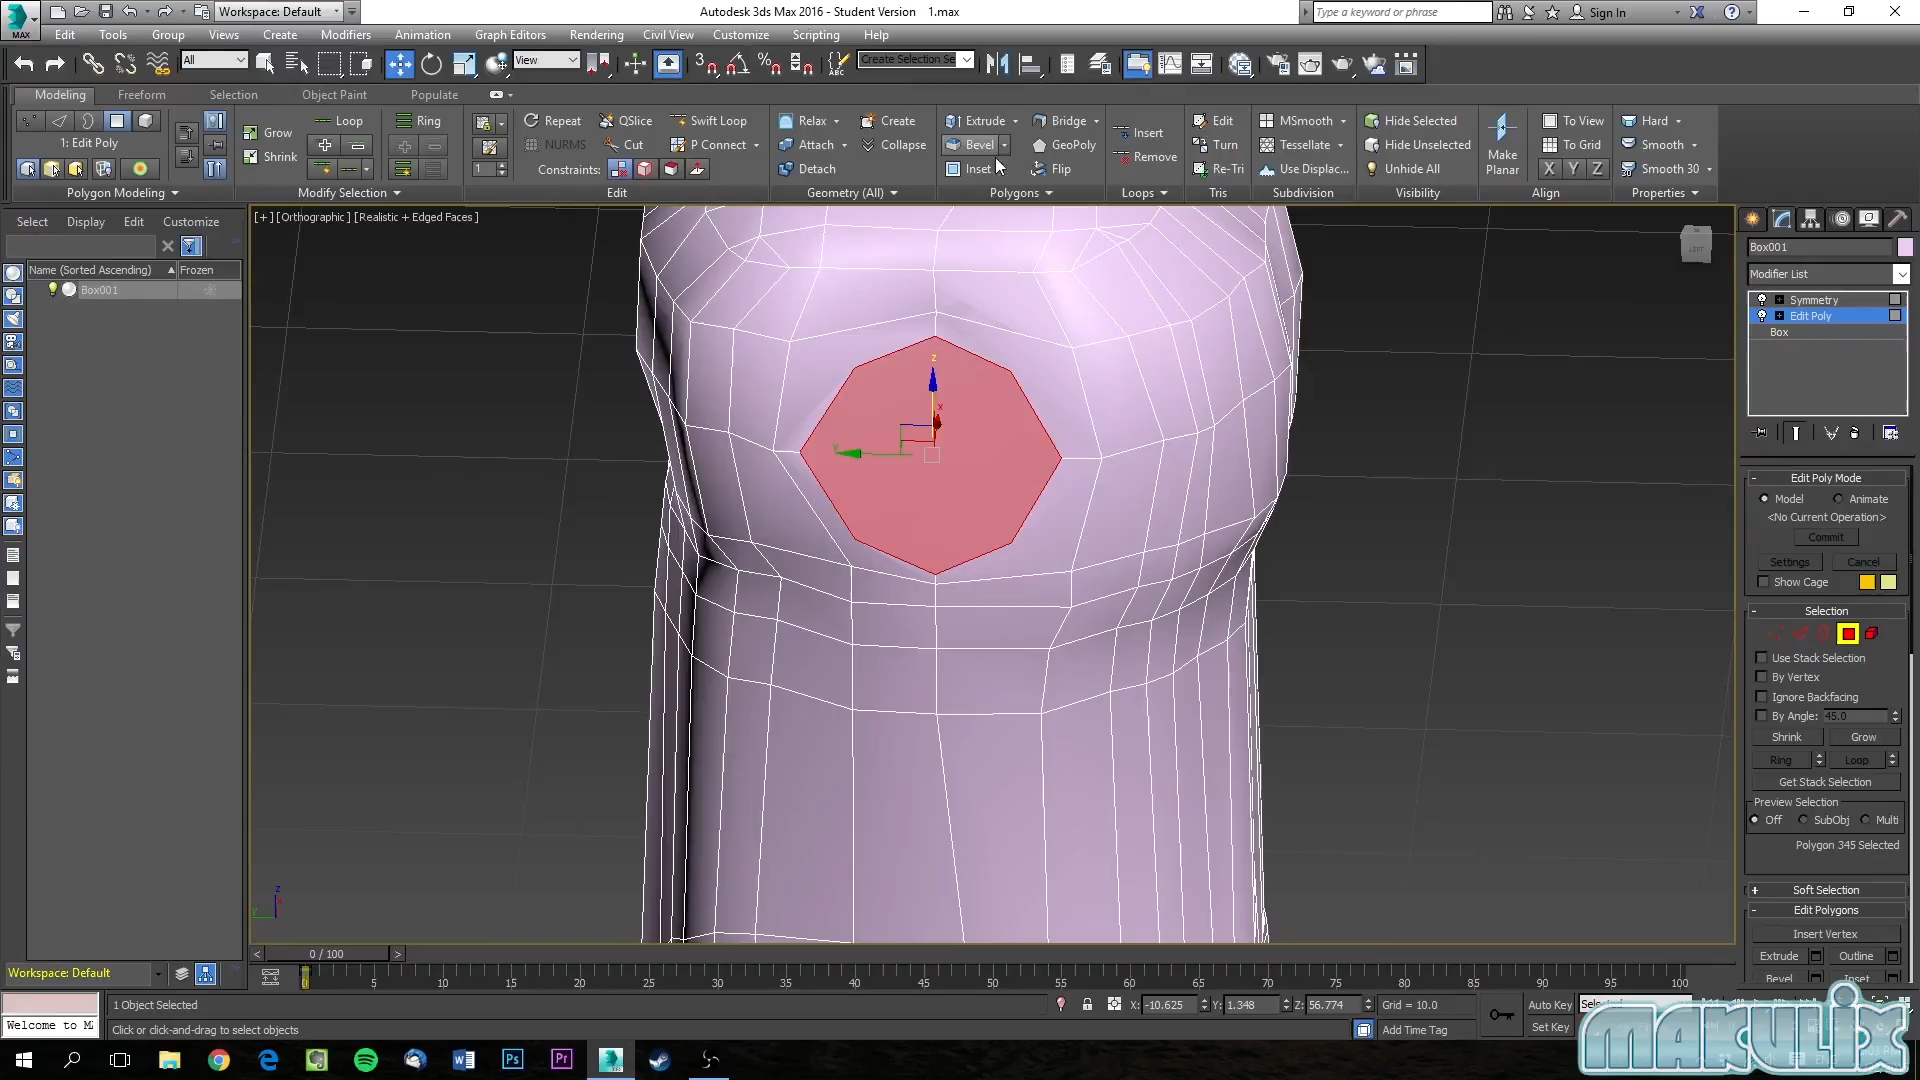 MAX
Workspace: Default
Autodesk 3ds Max 2016 - Student Version    1.max
Type a keyword or phrase
Sign In
Edit Tools Group Views Create Modifiers Animation Graph Editors Rendering Civil View Customize Scripting Help
All View Create Selection Se
Modeling Freeform Selection Object Paint Populate
Loop Ring Repeat QSlice Swift Loop Relax Create Extrude Bridge Edit MSmooth Hide Selected To View Hard
Grow Insert
1: Edit Poly NURMS Cut P Connect Attach Collapse Bevel GeoPoly Turn Tessellate Hide Unselected Make Planar To Grid Smooth
Shrink Remove
1 Constraints: Detach Inset Flip Re-Tri Use Displac... Unhide All X Y Z Smooth 30
Polygon Modeling Modify Selection Edit Geometry (All) Polygons Loops Tris Subdivision Visibility Align Properties
Select Display Edit Customize
Name (Sorted Ascending) Frozen
Box001
[+] [Orthographic] [Realistic + Edged Faces]
LEFT
z
x
y
z
y
Box001
Modifier List
Symmetry
Edit Poly
Box
Edit Poly Mode
Model Animate
<No Current Operation>
Commit
Settings Cancel
Show Cage
Selection
Use Stack Selection
By Vertex
Ignore Backfacing
By Angle: 45.0
Shrink Grow
Ring Loop
Get Stack Selection
Preview Selection
Off SubObj Multi
Polygon 345 Selected
Soft Selection
Edit Polygons
Insert Vertex
Extrude Outline
Bevel Inset
< 0 / 100 >
Workspace: Default
0 5 10 15 20 25 30 35 40 45 50 55 60 65 70 75 80 85 90 95 100
1 Object Selected
X: -10.625 Y: 1.348 Z: 56.774 Grid = 10.0
Auto Key
Welcome to M
Click or click-and-drag to select objects
Add Time Tag
Set Key
MAKULIX